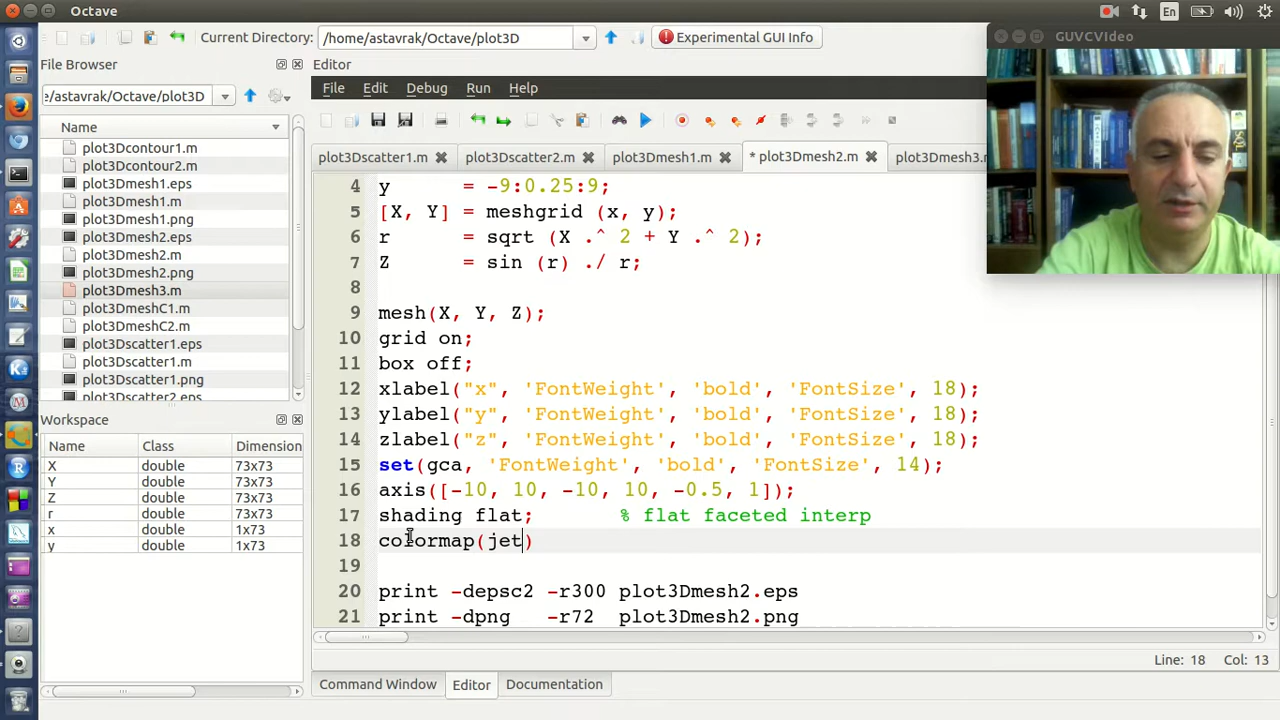 Octave
En
Current Directory: /home/astavrak/Octave/plot3D
Experimental GUI Info
GUVCVideo
File Browser
Editor
:e/astavrak/Octave/plot3D
File Edit Debug Run Help
Name
plot3Dcontour1.m
plot3Dcontour2.m
plot3Dmesh1.eps
plot3Dmesh1.m
plot3Dmesh1.png
plot3Dmesh2.eps
plot3Dmesh2.m
plot3Dmesh2.png
plot3Dmesh3.m
plot3DmeshC1.m
plot3DmeshC2.m
plot3Dscatter1.eps
plot3Dscatter1.m
plot3Dscatter1.png
plot3Dscatter2.eps
Workspace
Name Class Dimension
X double 73x73
Y double 73x73
Z double 73x73
r double 73x73
x double 1x73
y double 1x73
plot3Dscatter1.m plot3Dscatter2.m plot3Dmesh1.m * plot3Dmesh2.m plot3Dmesh3.m
4 y = -9:0.25:9;
5 [X, Y] = meshgrid (x, y);
6 r = sqrt (X .^ 2 + Y .^ 2);
7 Z = sin (r) ./ r;
8
9 mesh(X, Y, Z);
10 grid on;
11 box off;
12 xlabel("x", 'FontWeight', 'bold', 'FontSize', 18);
13 ylabel("y", 'FontWeight', 'bold', 'FontSize', 18);
14 zlabel("z", 'FontWeight', 'bold', 'FontSize', 18);
15 set(gca, 'FontWeight', 'bold', 'FontSize', 14);
16 axis([-10, 10, -10, 10, -0.5, 1]);
17 shading flat; % flat faceted interp
18 colormap(jet)
19
20 print -depsc2 -r300 plot3Dmesh2.eps
21 print -dpng -r72 plot3Dmesh2.png
Line: 18 Col: 13
Command Window Editor Documentation